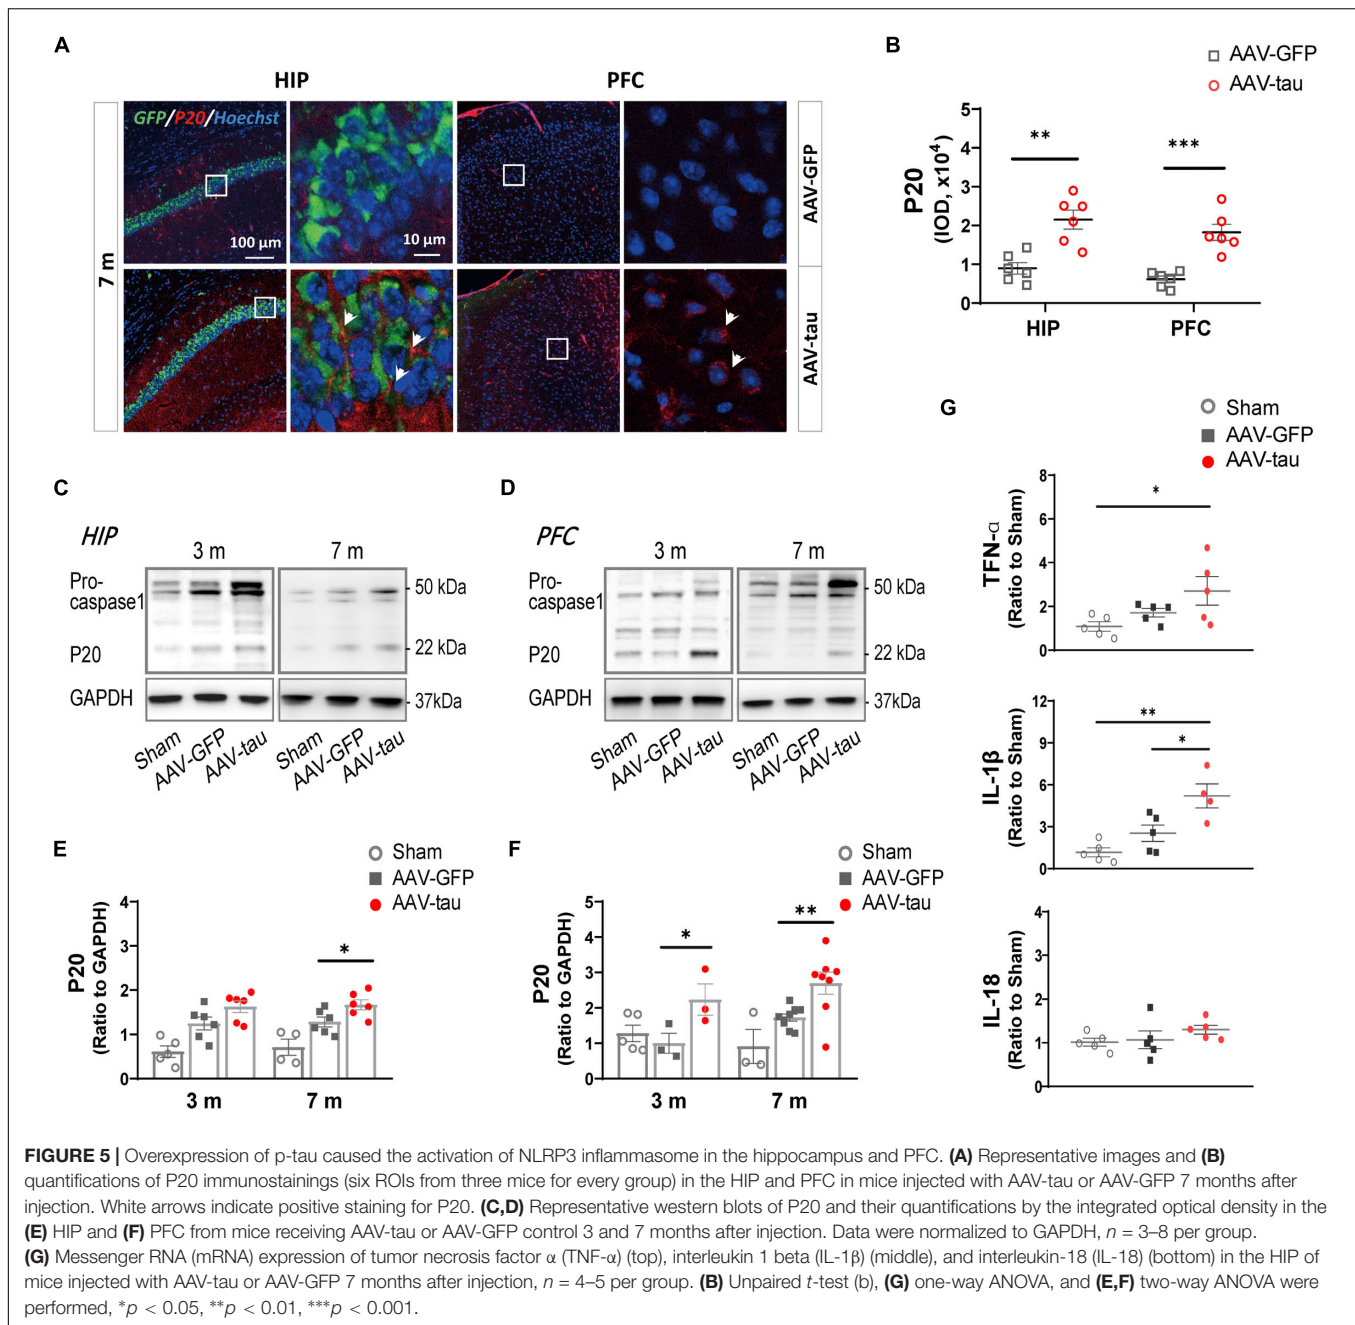 A
HIP
PFC
GFP/P20/Hoechst
100 µm
10 µm
7 m
AAV-GFP
AAV-tau
B
AAV-GFP
AAV-tau
P20
(IOD, x10⁴)
5
4
3
2
1
0
**
***
HIP
PFC
C
HIP
3 m
7 m
Pro-
caspase1
P20
GAPDH
50 kDa
22 kDa
37kDa
Sham
AAV-GFP
AAV-tau
Sham
AAV-GFP
AAV-tau
D
PFC
3 m
7 m
Pro-
caspase1
P20
GAPDH
50 kDa
22 kDa
37kDa
Sham
AAV-GFP
AAV-tau
Sham
AAV-GFP
AAV-tau
E
Sham
AAV-GFP
AAV-tau
P20
(Ratio to GAPDH)
4
3
2
1
0
*
3 m
7 m
F
Sham
AAV-GFP
AAV-tau
P20
(Ratio to GAPDH)
5
4
3
2
1
0
*
**
3 m
7 m
G
Sham
AAV-GFP
AAV-tau
TFN-α
(Ratio to Sham)
8
6
4
2
0
*
IL-1β
(Ratio to Sham)
12
9
6
3
0
**
*
IL-18
(Ratio to Sham)
4
3
2
1
0
FIGURE 5 | Overexpression of p-tau caused the activation of NLRP3 inflammasome in the hippocampus and PFC. (A) Representative images and (B)
quantifications of P20 immunostainings (six ROIs from three mice for every group) in the HIP and PFC in mice injected with AAV-tau or AAV-GFP 7 months after
injection. White arrows indicate positive staining for P20. (C,D) Representative western blots of P20 and their quantifications by the integrated optical density in the
(E) HIP and (F) PFC from mice receiving AAV-tau or AAV-GFP control 3 and 7 months after injection. Data were normalized to GAPDH, n = 3–8 per group.
(G) Messenger RNA (mRNA) expression of tumor necrosis factor α (TNF-α) (top), interleukin 1 beta (IL-1β) (middle), and interleukin-18 (IL-18) (bottom) in the HIP of
mice injected with AAV-tau or AAV-GFP 7 months after injection, n = 4–5 per group. (B) Unpaired t-test (b), (G) one-way ANOVA, and (E,F) two-way ANOVA were
performed, *p < 0.05, **p < 0.01, ***p < 0.001.